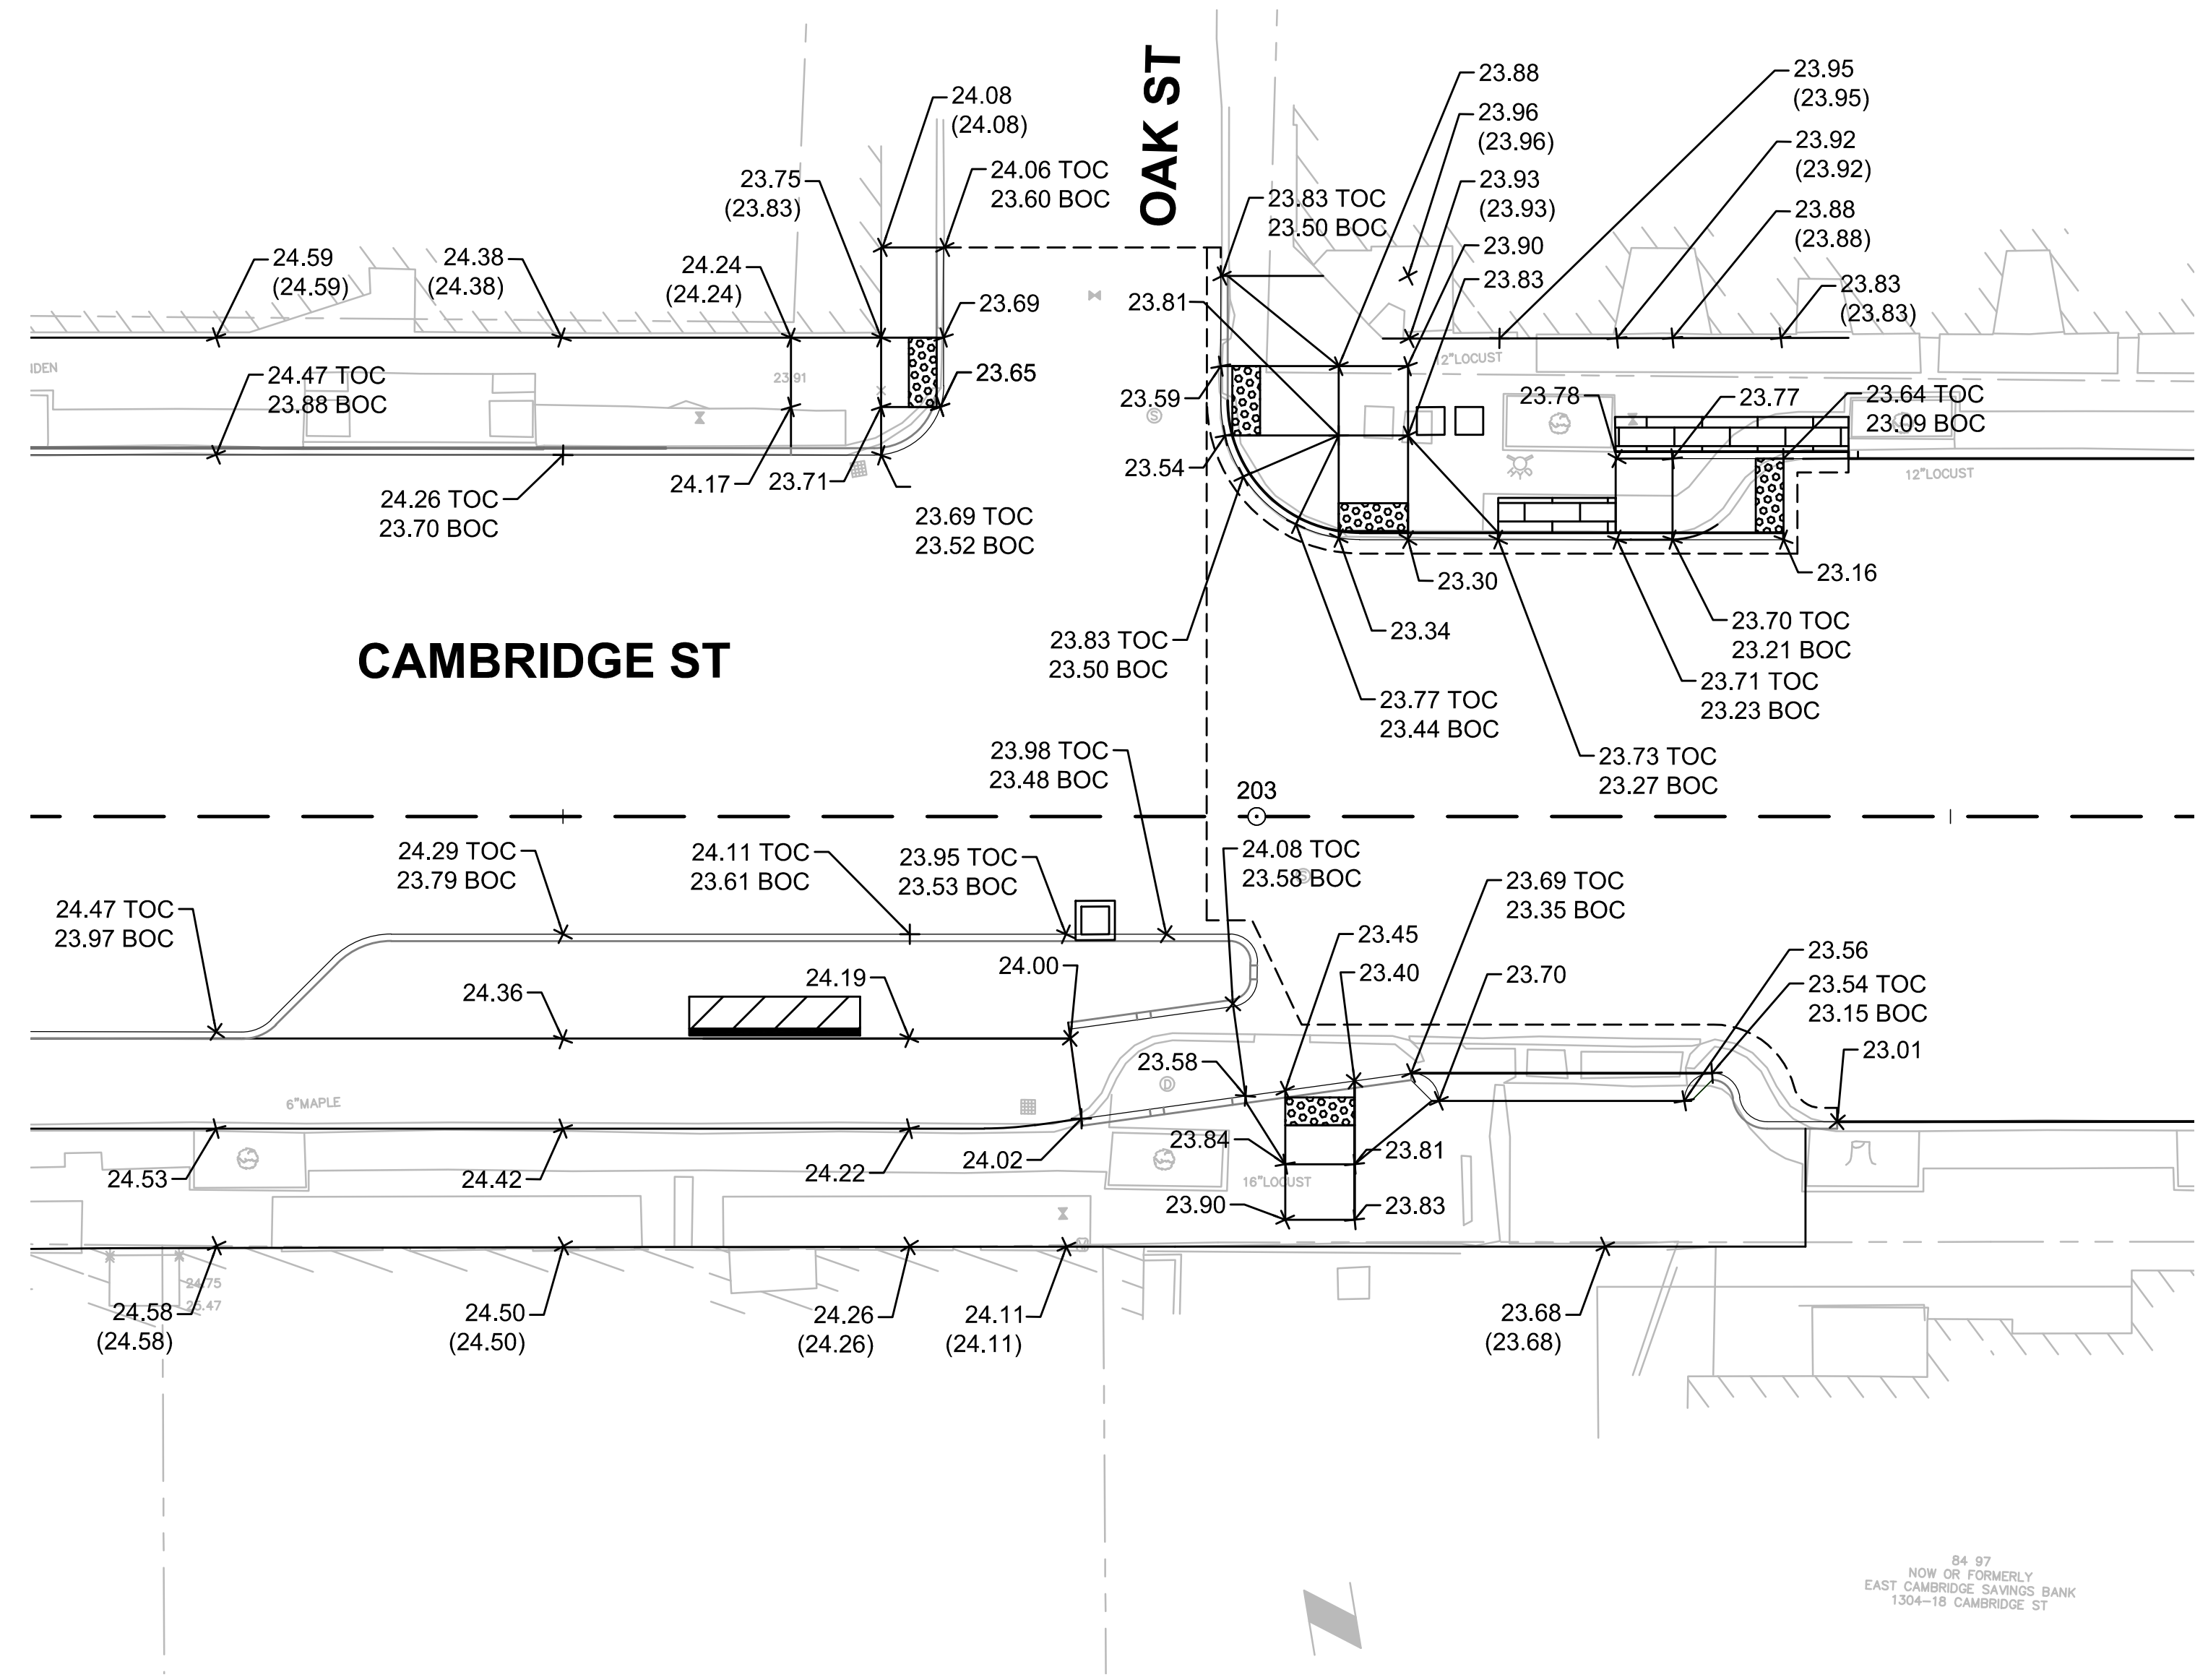 OAK ST
24.08
(24.08)
24.06 TOC
23.60 BOC
23.75
(23.83)
24.59
(24.59)
24.38
(24.38)
24.24
(24.24)
23.69
23.65
24.47 TOC
23.88 BOC
23.91
24.26 TOC
23.70 BOC
24.17
23.71
23.69 TOC
23.52 BOC
23.88
23.96
(23.96)
23.95
(23.95)
23.92
(23.92)
23.93
(23.93)
23.88
(23.88)
23.83 TOC
23.50 BOC
23.90
23.83
23.83
(23.83)
23.81
12"LOCUST
23.59
23.78
23.77
23.64 TOC
23.09 BOC
23.54
12"LOCUST
S
23.30
23.16
23.34
23.83 TOC
23.50 BOC
23.70 TOC
23.21 BOC
23.71 TOC
23.23 BOC
23.77 TOC
23.44 BOC
23.73 TOC
23.27 BOC
CAMBRIDGE ST
23.98 TOC
23.48 BOC
203
24.29 TOC
23.79 BOC
24.11 TOC
23.61 BOC
23.95 TOC
23.53 BOC
24.08 TOC
23.58 BOC
S
23.69 TOC
23.35 BOC
24.47 TOC
23.97 BOC
24.36
24.19
24.00
23.45
23.40
23.70
23.56
23.54 TOC
23.15 BOC
23.01
23.58
D
6"MAPLE
24.53
24.42
24.22
24.02
23.84
23.81
16"LOCUST
23.90
23.83
24.75
24.58
(24.58)
24.50
(24.50)
24.26
(24.26)
24.11
(24.11)
23.68
(23.68)
84 97
NOW OR FORMERLY
EAST CAMBRIDGE SAVINGS BANK
1304-18 CAMBRIDGE ST